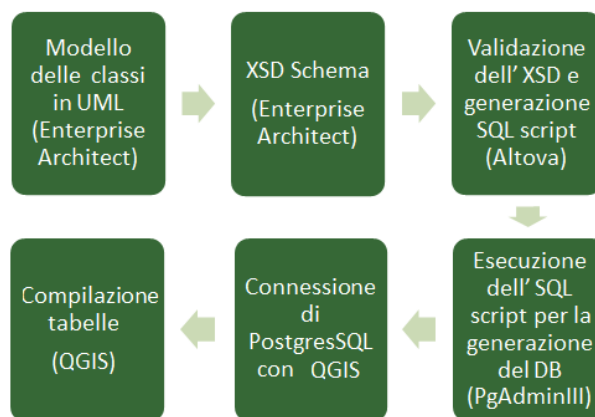 Modello
delle classi
in UML
(Enterprise
Architect)
XSD Schema
(Enterprise
Architect)
Validazione
dell’ XSD e
generazione
SQL script
(Altova)
Esecuzione
dell’ SQL
script per la
generazione
del DB
(PgAdminIII)
Connessione
di
PostgresSQL
con QGIS
Compilazione
tabelle
(QGIS)